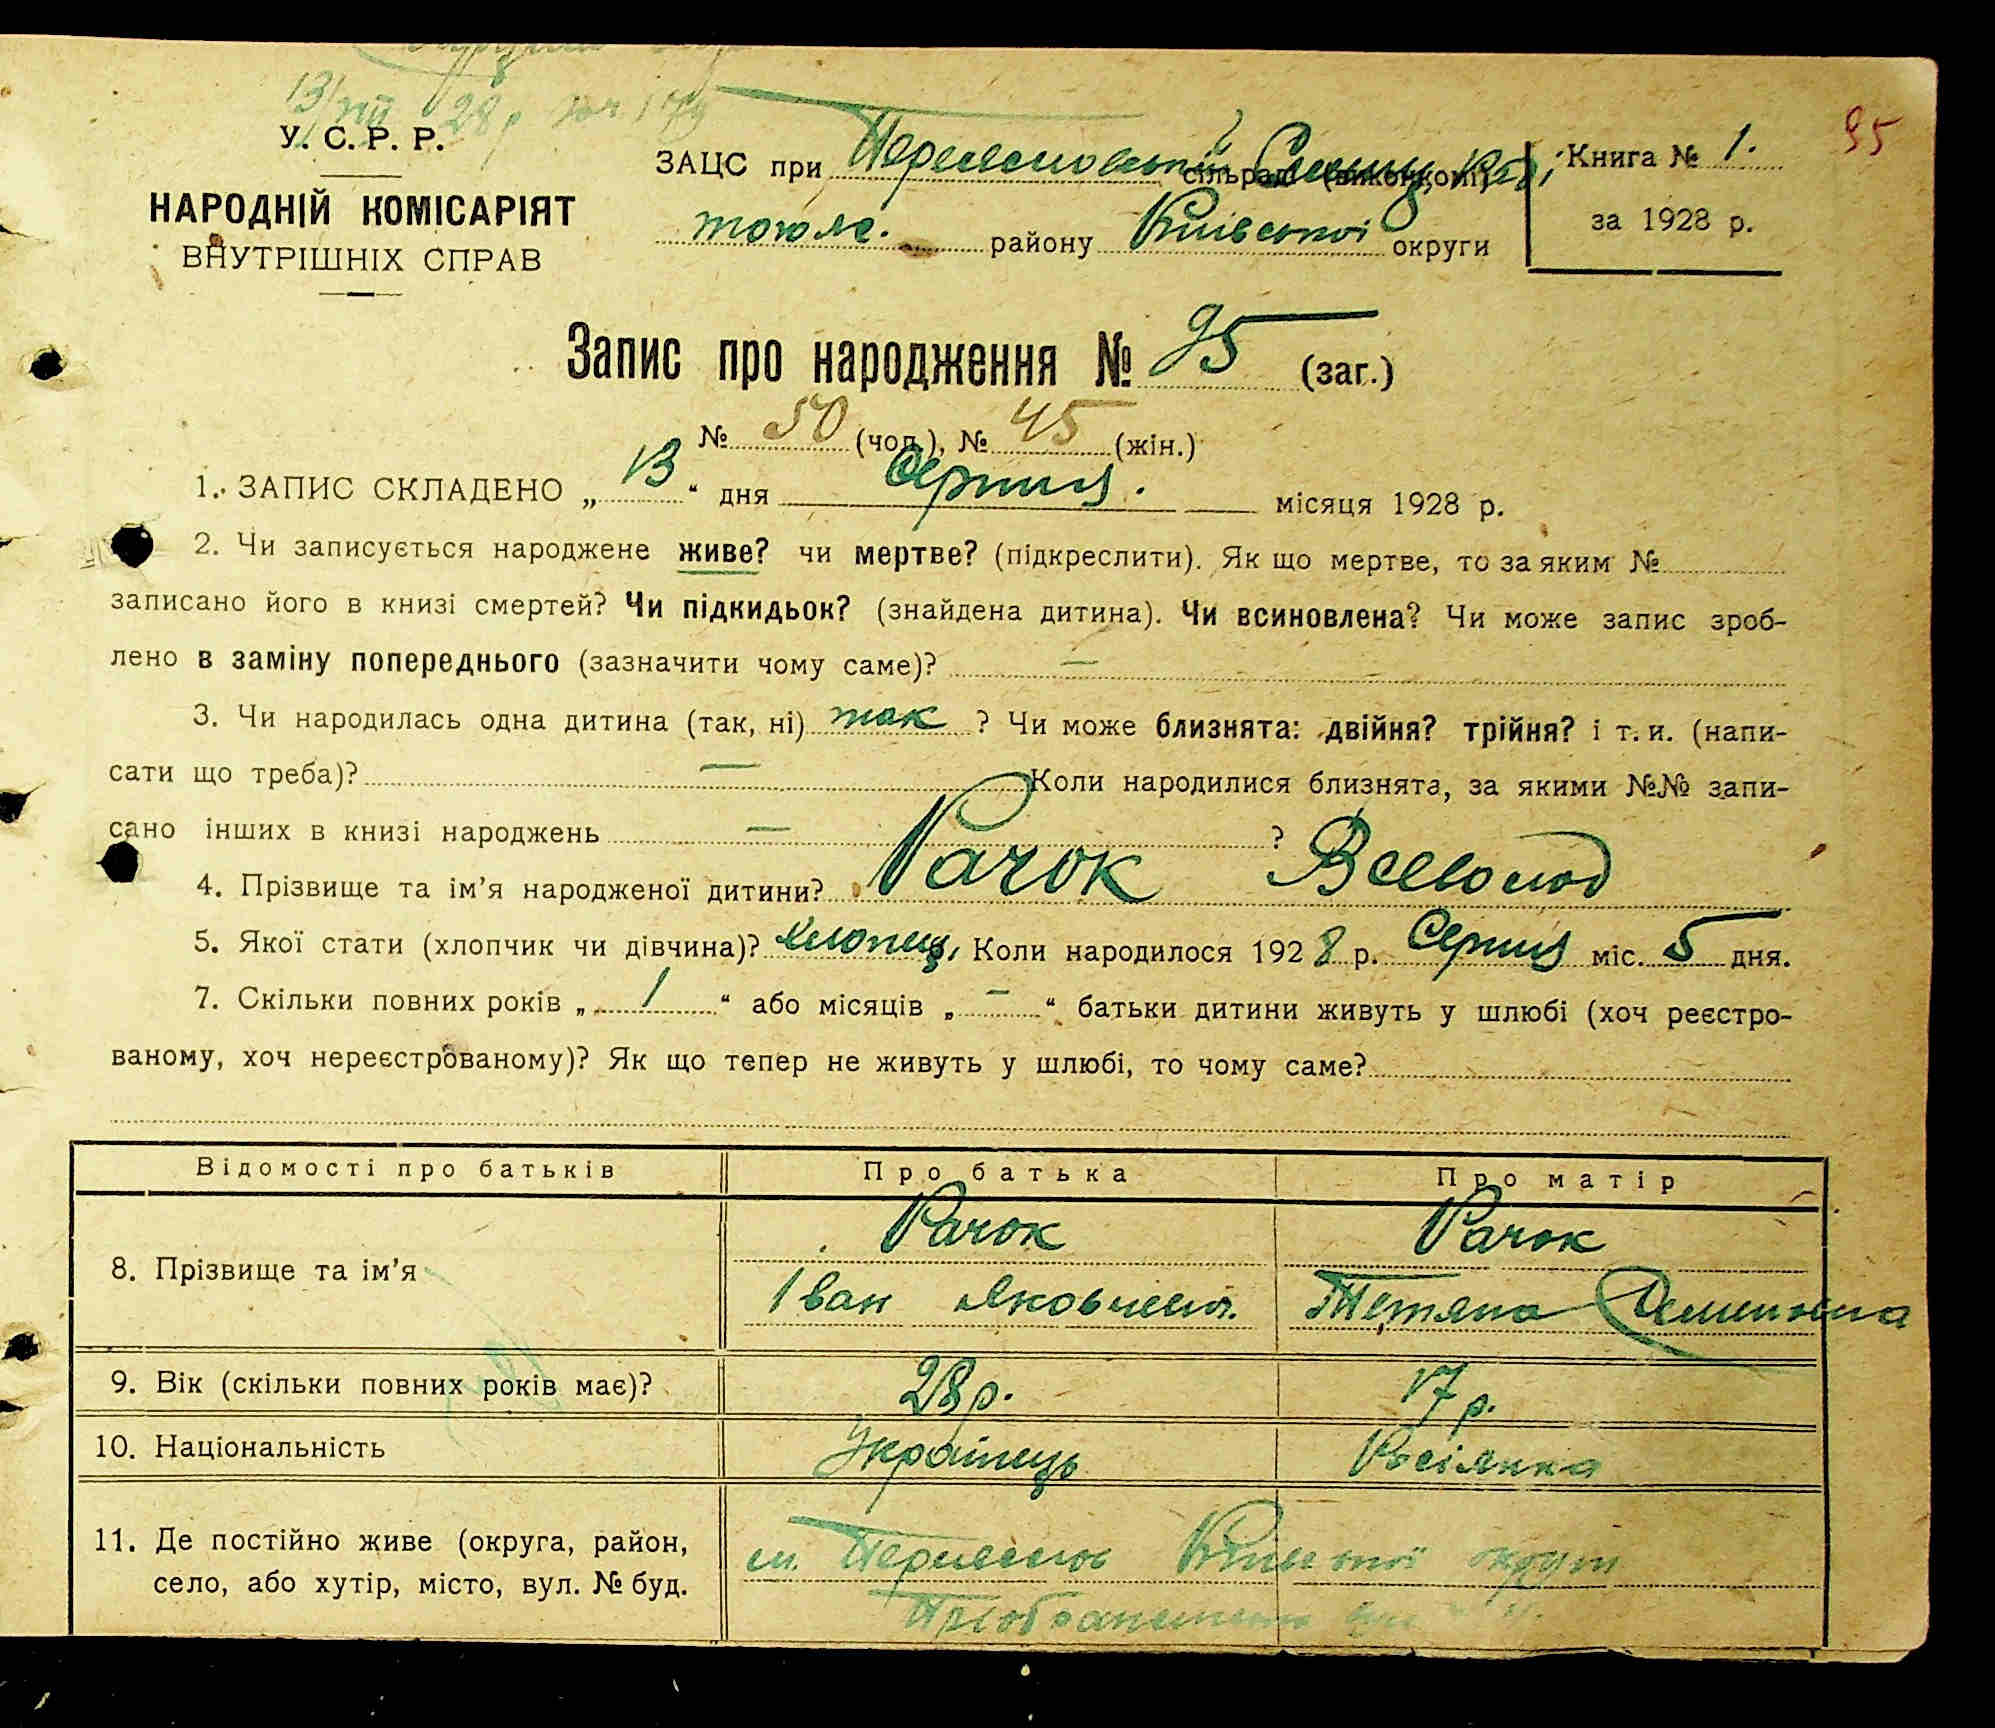 13/VIII 28 р
У. С. Р. Р.
НАРОДНІЙ КОМІСАРІЯТ
ВНУТРІШНІХ СПРАВ
ЗАЦС при сільраді (виконкомі)
району Київської округи
Книга № 1.
за 1928 р.
95
Запис про народження № 95 (заг.)
№ 50 (чол.), № 45 (жін.)
1. ЗАПИС СКЛАДЕНО „ 13 “ дня Серпня. місяця 1928 р.
2. Чи записується народжене живе? чи мертве? (підкреслити). Як що мертве, то за яким №
записано його в книзі смертей? Чи підкидьок? (знайдена дитина). Чи всиновлена? Чи може запис зроб-
лено в заміну попереднього (зазначити чому саме)? —
3. Чи народилась одна дитина (так, ні) так ? Чи може близнята: двійня? трійня? і т. и. (напи-
сати що треба)? — Коли народилися близнята, за якими №№ запи-
сано інших в книзі народжень — ?
4. Прізвище та ім'я народженої дитини? Рачок Всеволод
5. Якої стати (хлопчик чи дівчина)? хлопець, Коли народилося 1928 р. Серпня міс. 5 дня.
7. Скільки повних років „ 1 “ або місяців „ — “ батьки дитини живуть у шлюбі (хоч реєстро-
ваному, хоч нереєстрованому)? Як що тепер не живуть у шлюбі, то чому саме?
Відомості про батьків Про батька Про матір
8. Прізвище та ім'я Рачок Рачок
Іван Яковлевич. Тетяна
9. Вік (скільки повних років має)? 28 р. 17 р.
10. Національність Українець Росіянка
11. Де постійно живе (округа, район,
село, або хутір, місто, вул. № буд.
м. Київської округи